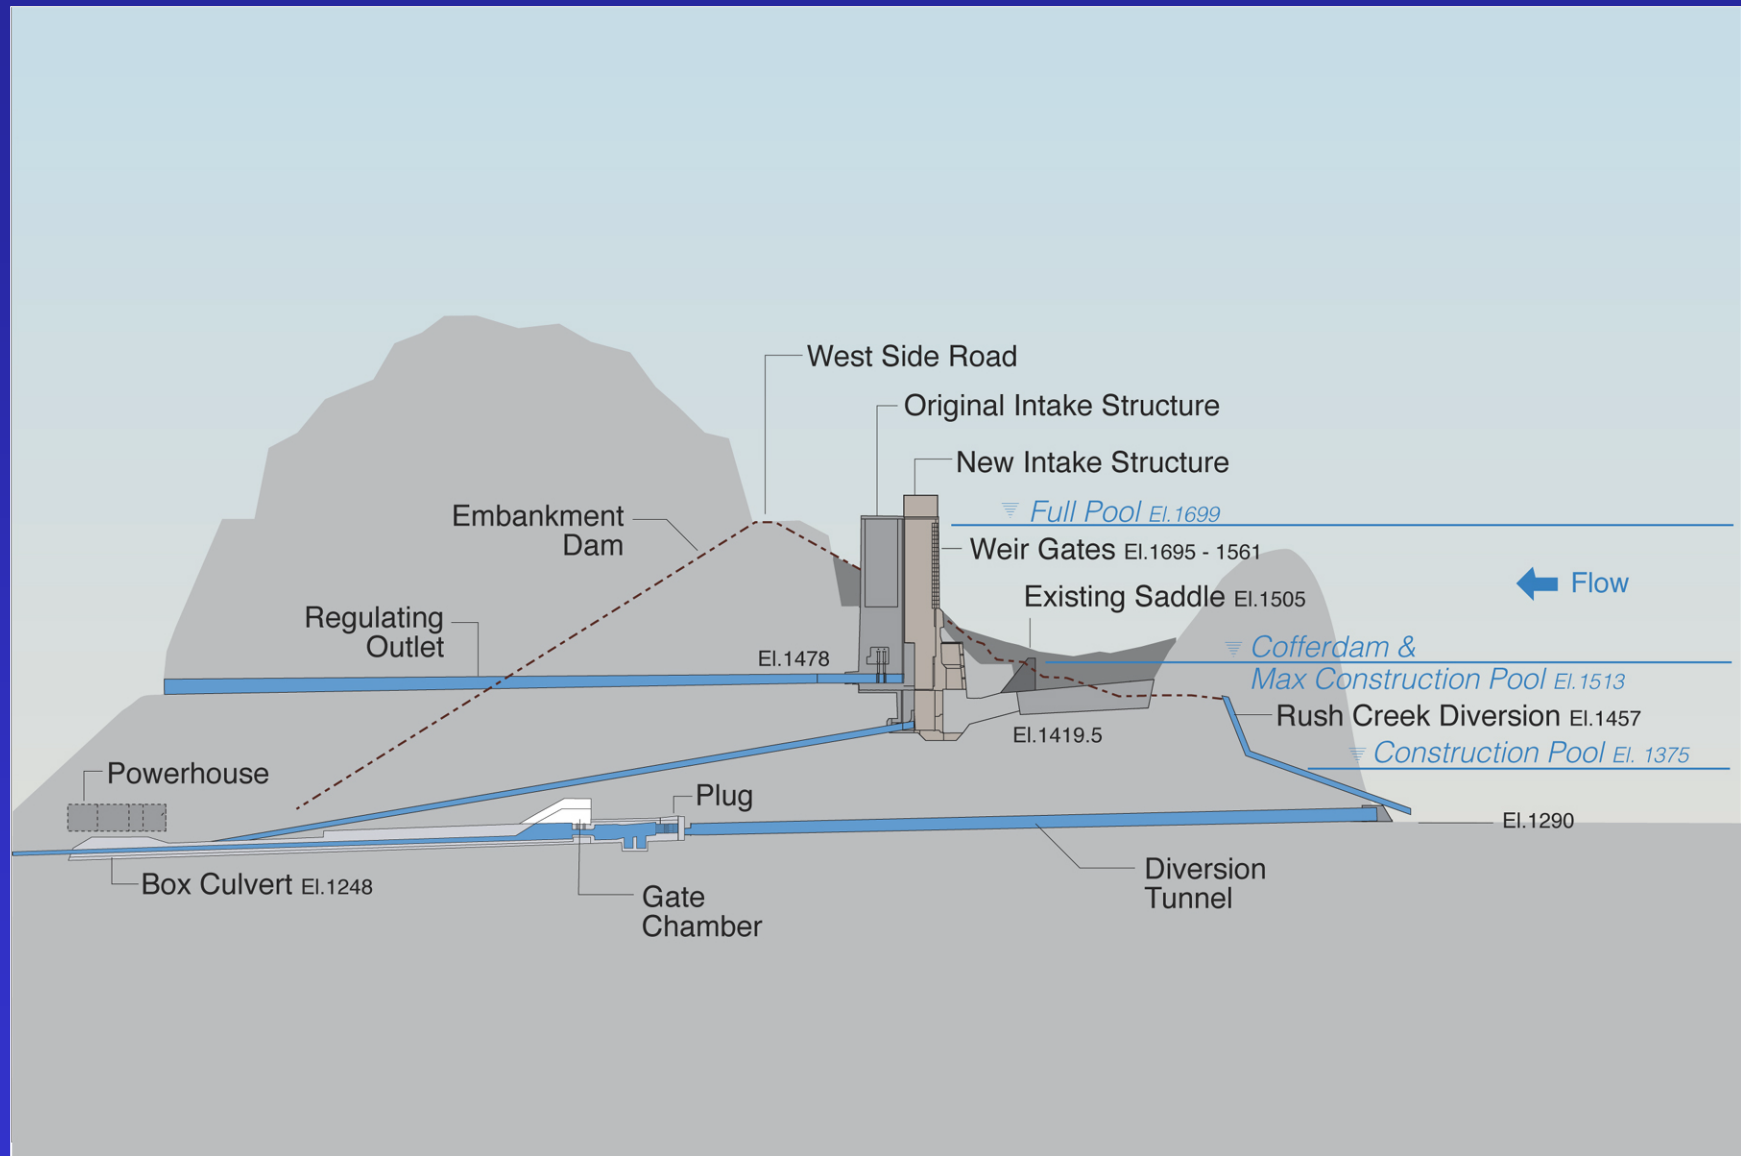 West Side Road
Original Intake Structure
New Intake Structure
Full Pool El.1699
Embankment
Dam
Weir Gates El.1695 - 1561
Flow
Existing Saddle El.1505
Regulating
Outlet
El.1478
Cofferdam &
Max Construction Pool El.1513
Rush Creek Diversion El.1457
El.1419.5
Construction Pool El. 1375
Powerhouse
Plug
El.1290
Box Culvert El.1248
Gate
Chamber
Diversion
Tunnel